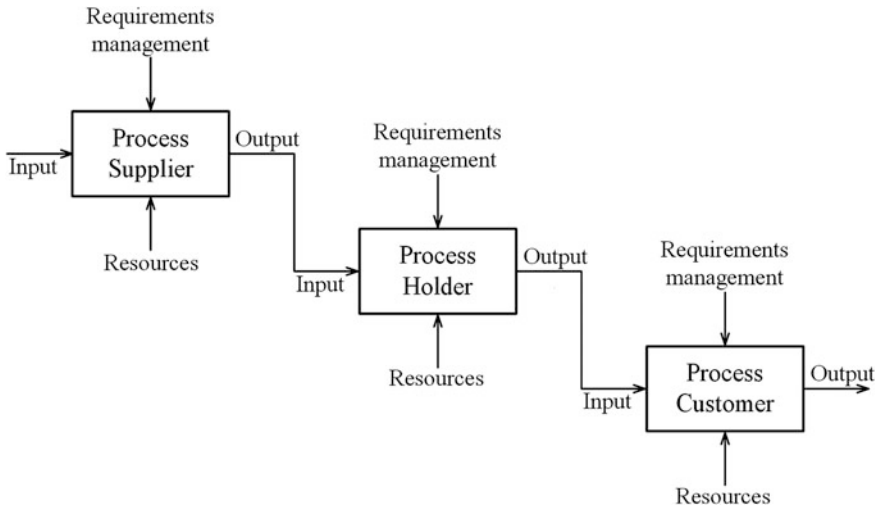 Requirements
management
Process
Supplier
Input
Output
Resources
Requirements
management
Process
Holder
Input
Output
Resources
Requirements
management
Process
Customer
Input
Output
Resources